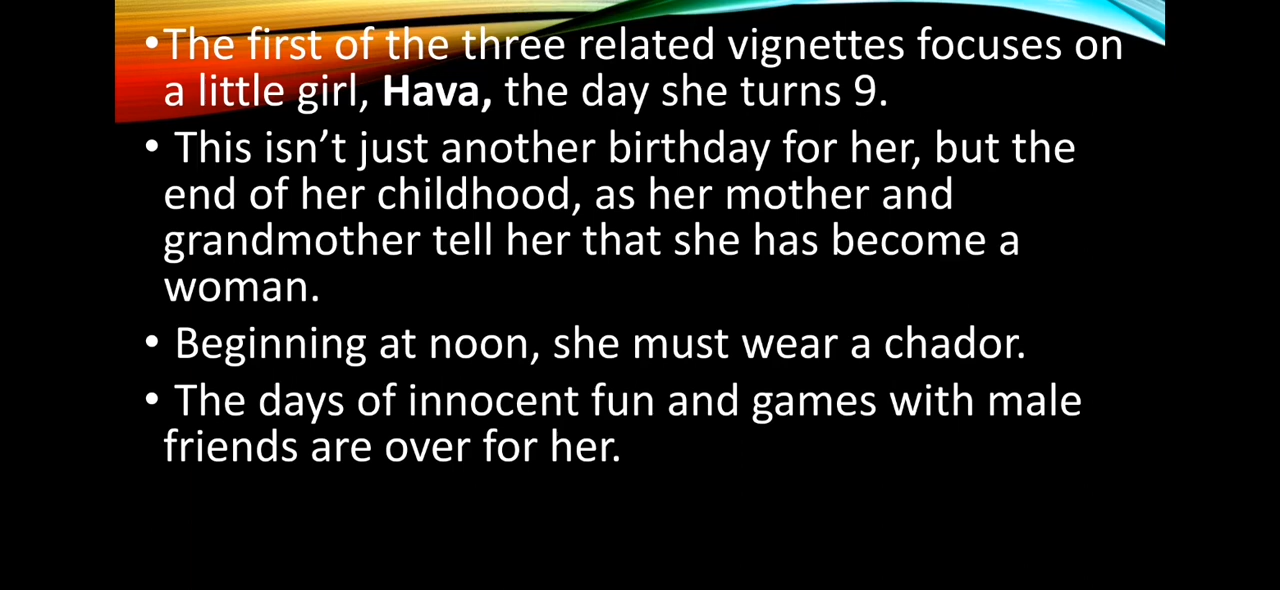 •The first of the three related vignettes focuses on
a little girl, Hava, the day she turns 9.
• This isn’t just another birthday for her, but the
end of her childhood, as her mother and
grandmother tell her that she has become a
woman.
• Beginning at noon, she must wear a chador.
• The days of innocent fun and games with male
friends are over for her.